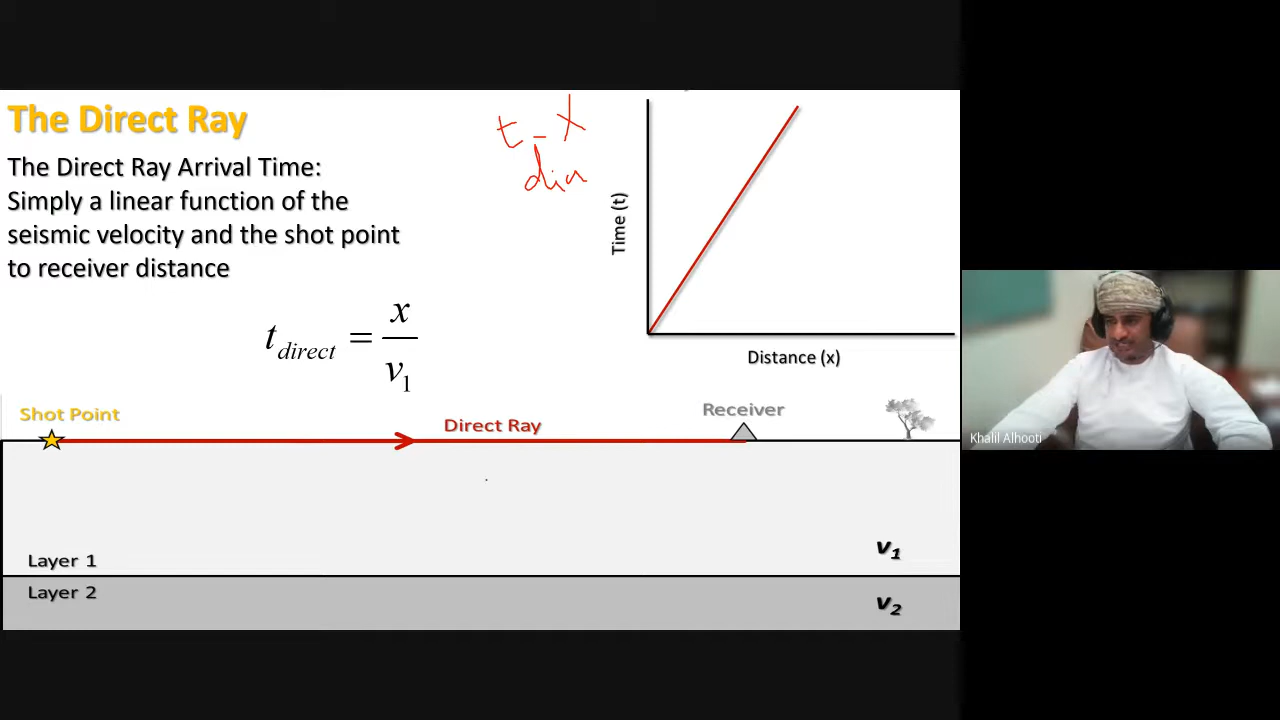 The Direct Ray
The Direct Ray Arrival Time:
Simply a linear function of the
seismic velocity and the shot point
to receiver distance
t_direct = x / v₁
t - X
dia
Time (t)
Distance (x)
Shot Point
Direct Ray
Receiver
Layer 1
v₁
Layer 2
v₂
Khalil Alhooti